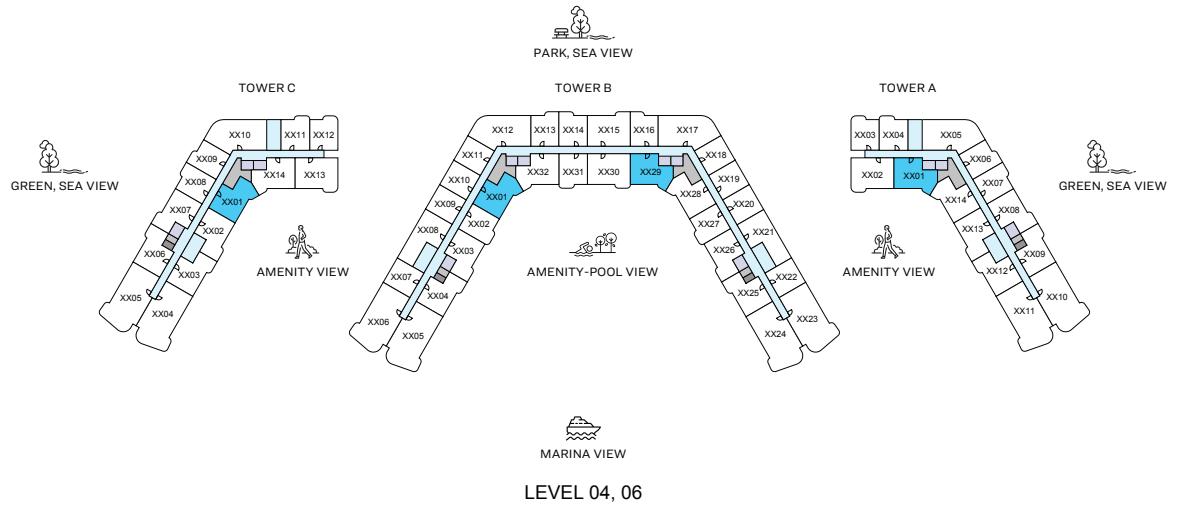 PARK, SEA VIEW
TOWER C
TOWER B
TOWER A
GREEN, SEA VIEW
GREEN, SEA VIEW
XX10
XX11
XX12
XX09
XX08
XX14
XX13
XX01
XX07
XX02
XX06
XX03
XX05
XX04
AMENITY VIEW
XX12
XX13
XX14
XX15
XX16
XX17
XX11
XX18
XX32
XX31
XX30
XX29
XX10
XX19
XX01
XX28
XX09
XX20
XX02
XX27
XX08
XX21
XX03
XX26
XX07
XX22
XX04
XX25
XX06
XX23
XX05
XX24
AMENITY-POOL VIEW
XX03
XX04
XX05
XX06
XX02
XX01
XX07
XX14
XX08
XX13
XX09
XX12
XX10
XX11
AMENITY VIEW
MARINA VIEW
LEVEL 04, 06